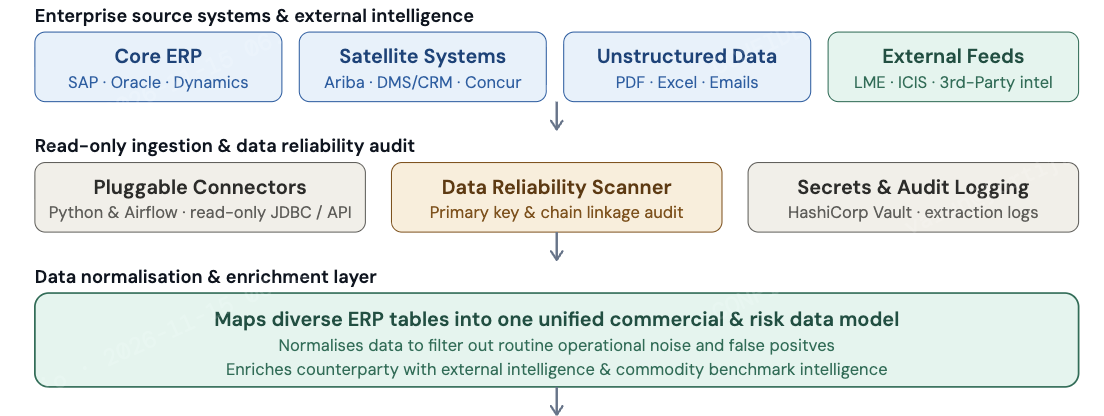 Enterprise source systems & external intelligence
Core ERP
SAP · Oracle · Dynamics
Satellite Systems
Ariba · DMS/CRM · Concur
Unstructured Data
PDF · Excel · Emails
External Feeds
LME · ICIS · 3rd-Party intel
Read-only ingestion & data reliability audit
Pluggable Connectors
Python & Airflow · read-only JDBC / API
Data Reliability Scanner
Primary key & chain linkage audit
Secrets & Audit Logging
HashiCorp Vault · extraction logs
Data normalisation & enrichment layer
Maps diverse ERP tables into one unified commercial & risk data model
Normalises data to filter out routine operational noise and false positves
Enriches counterparty with external intelligence & commodity benchmark intelligence